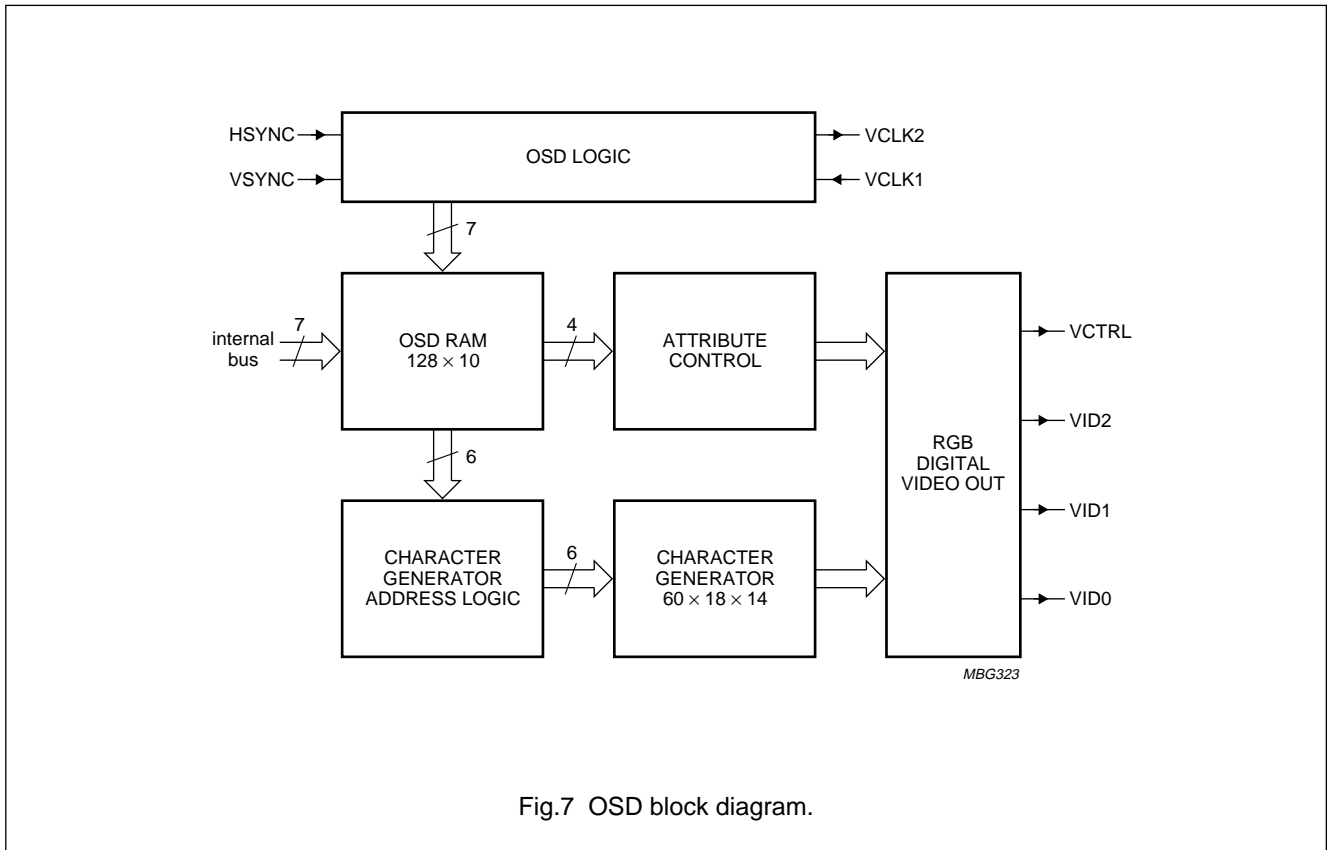 HSYNC
VSYNC
OSD LOGIC
VCLK2
VCLK1
7
internal
bus
7
OSD RAM
128 × 10
4
ATTRIBUTE
CONTROL
RGB
DIGITAL
VIDEO OUT
VCTRL
VID2
VID1
VID0
6
CHARACTER
GENERATOR
ADDRESS LOGIC
6
CHARACTER
GENERATOR
60 × 18 × 14
MBG323
Fig.7 OSD block diagram.